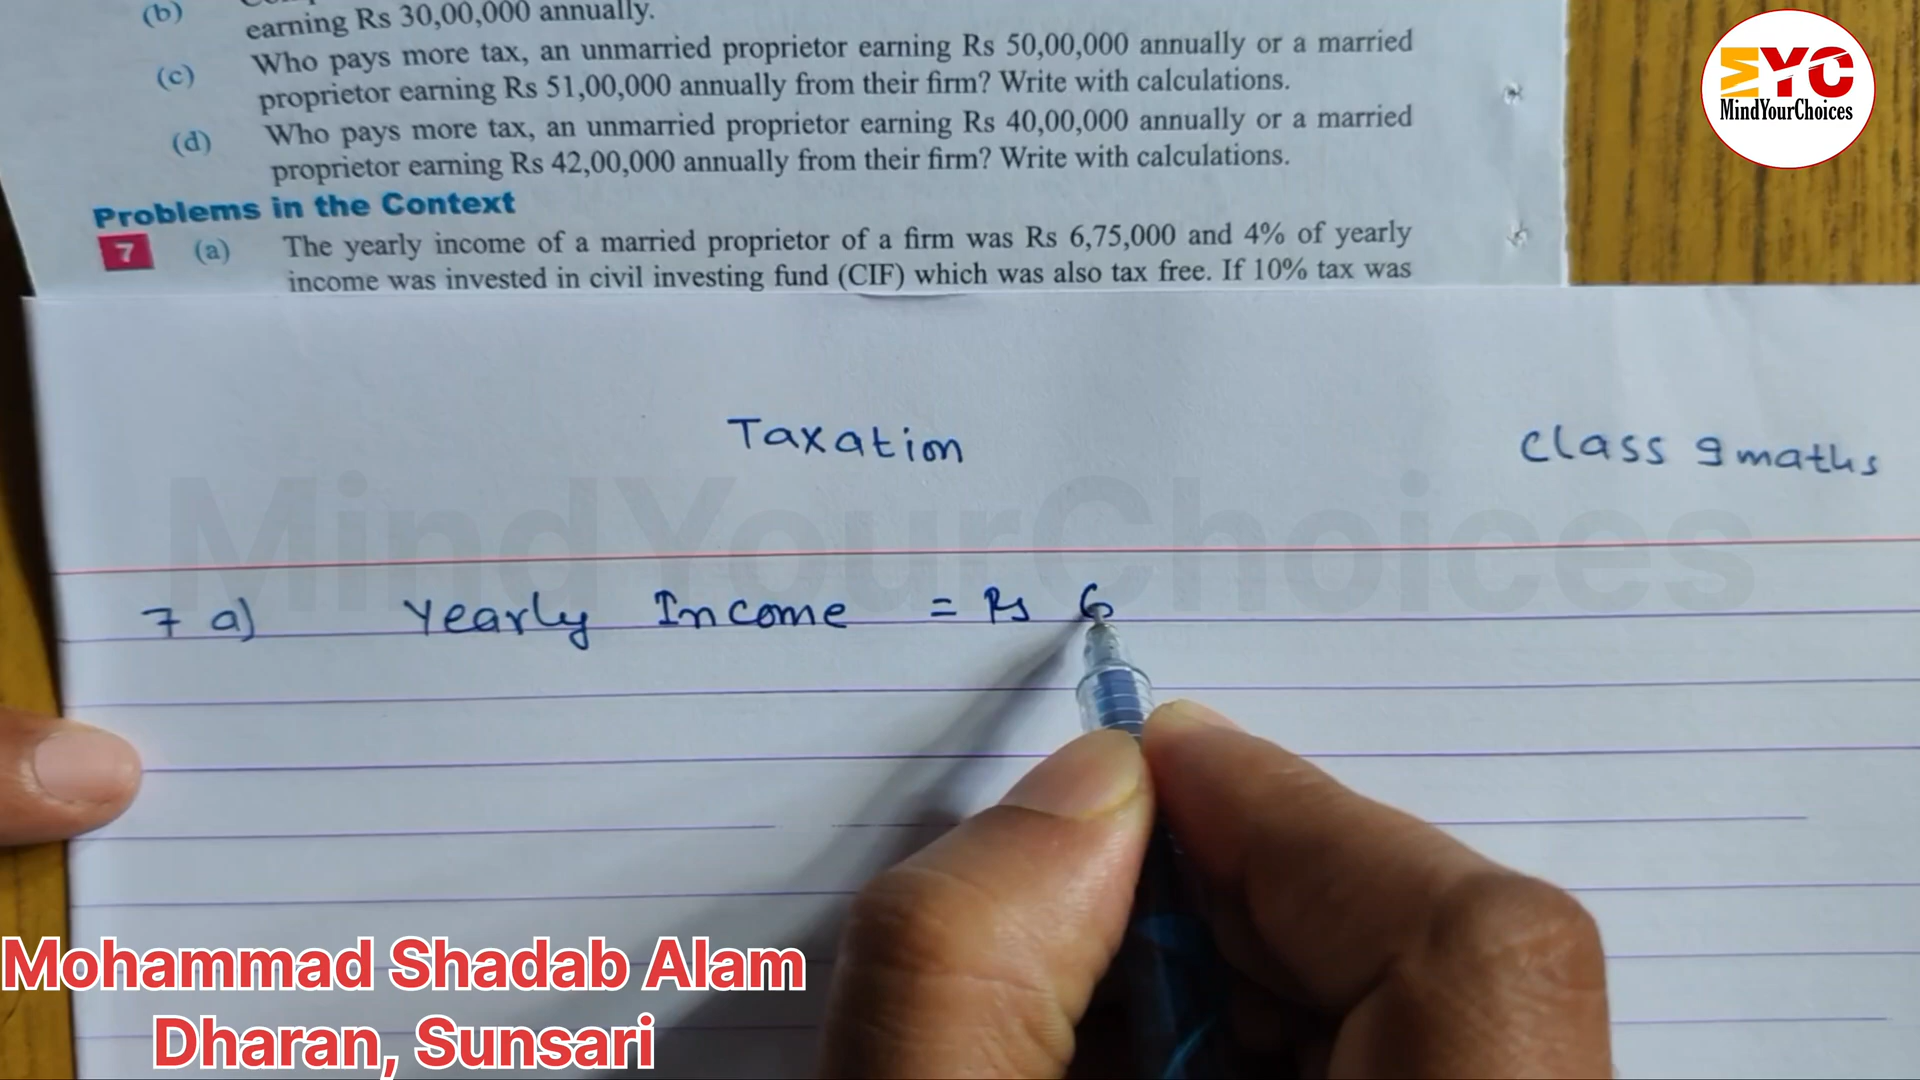 (b)
earning Rs 30,00,000 annually.
(c) Who pays more tax, an unmarried proprietor earning Rs 50,00,000 annually or a married
proprietor earning Rs 51,00,000 annually from their firm? Write with calculations.
(d) Who pays more tax, an unmarried proprietor earning Rs 40,00,000 annually or a married
proprietor earning Rs 42,00,000 annually from their firm? Write with calculations.
Problems in the Context
7 (a) The yearly income of a married proprietor of a firm was Rs 6,75,000 and 4% of yearly
income was invested in civil investing fund (CIF) which was also tax free. If 10% tax was
MYC
MindYourChoices
Taxation
Class 9 maths
MindYourChoices
7 a) Yearly Income = Rs 6
Mohammad Shadab Alam
Dharan, Sunsari